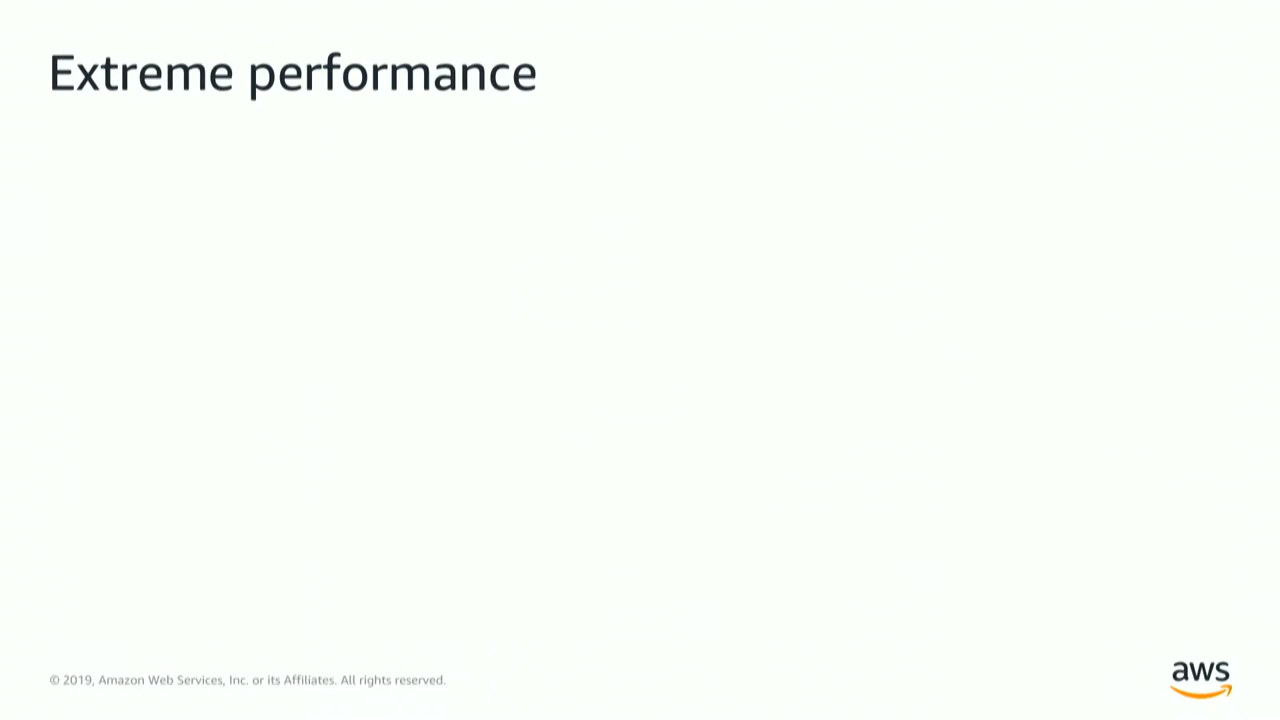 Extreme performance
© 2019, Amazon Web Services, Inc. or its Affiliates. All rights reserved.
aws